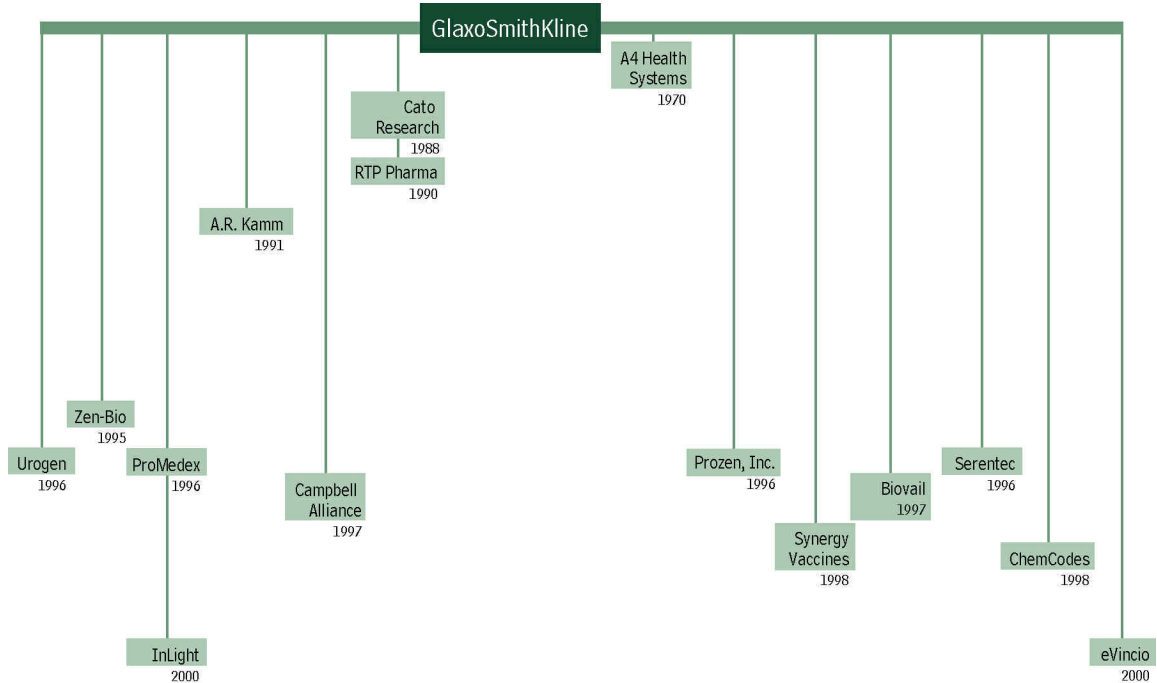 GlaxoSmithKline
A4 Health
Systems
1970
Cato
Research
1988
RTP Pharma
1990
A.R. Kamm
1991
Zen-Bio
1995
Urogen
1996
ProMedex
1996
Campbell
Alliance
1997
Prozen, Inc.
1996
Synergy
Vaccines
1998
Biovail
1997
Serentec
1996
ChemCodes
1998
InLight
2000
eVincio
2000